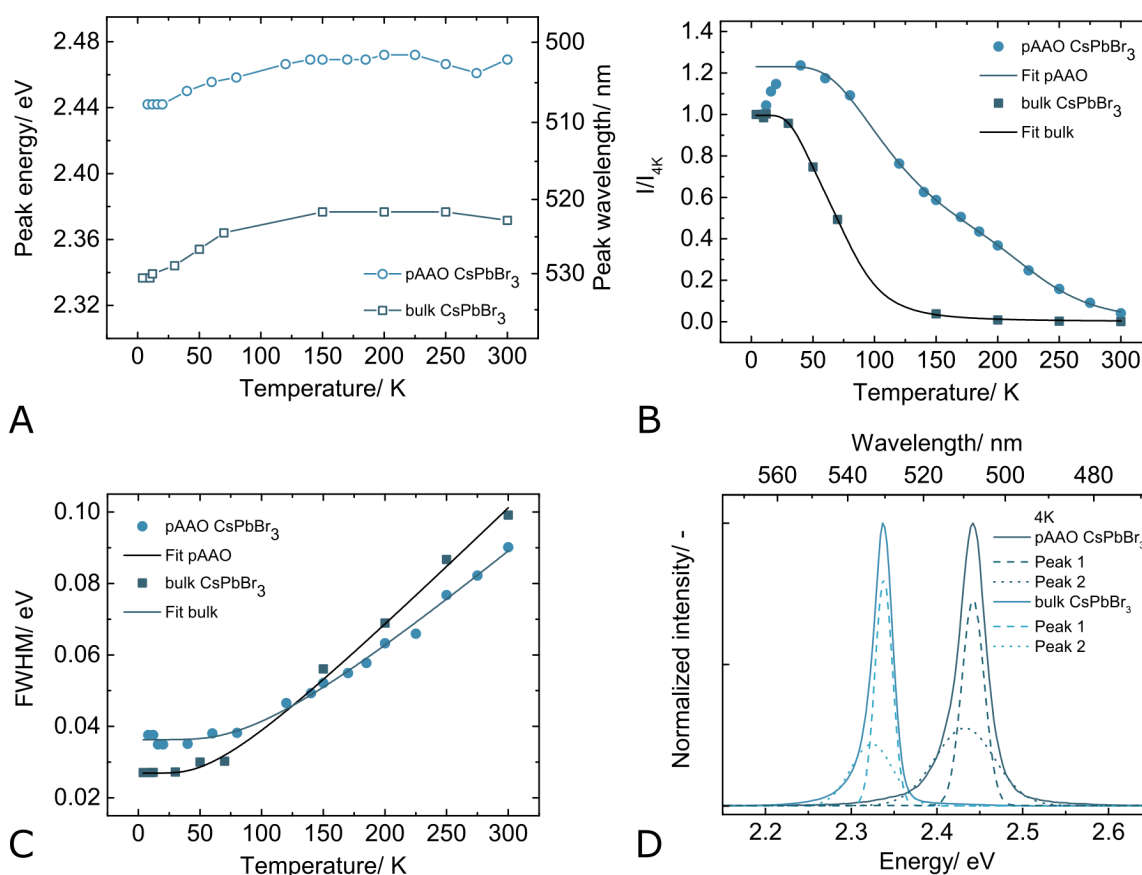 2.48
2.44
2.40
2.36
2.32
Peak energy/ eV
500
510
520
530
Peak wavelength/ nm
pAAO CsPbBr3
bulk CsPbBr3
0 50 100 150 200 250 300
Temperature/ K
A
1.4
1.2
1.0
0.8
0.6
0.4
0.2
0.0
I/I4K
pAAO CsPbBr3
Fit pAAO
bulk CsPbBr3
Fit bulk
0 50 100 150 200 250 300
Temperature/ K
B
0.10
0.08
0.06
0.04
0.02
FWHM/ eV
pAAO CsPbBr3
Fit pAAO
bulk CsPbBr3
Fit bulk
0 50 100 150 200 250 300
Temperature/ K
C
Wavelength/ nm
560 540 520 500 480
Normalized intensity/ -
4K
pAAO CsPbBr3
Peak 1
Peak 2
bulk CsPbBr3
Peak 1
Peak 2
2.2 2.3 2.4 2.5 2.6
Energy/ eV
D